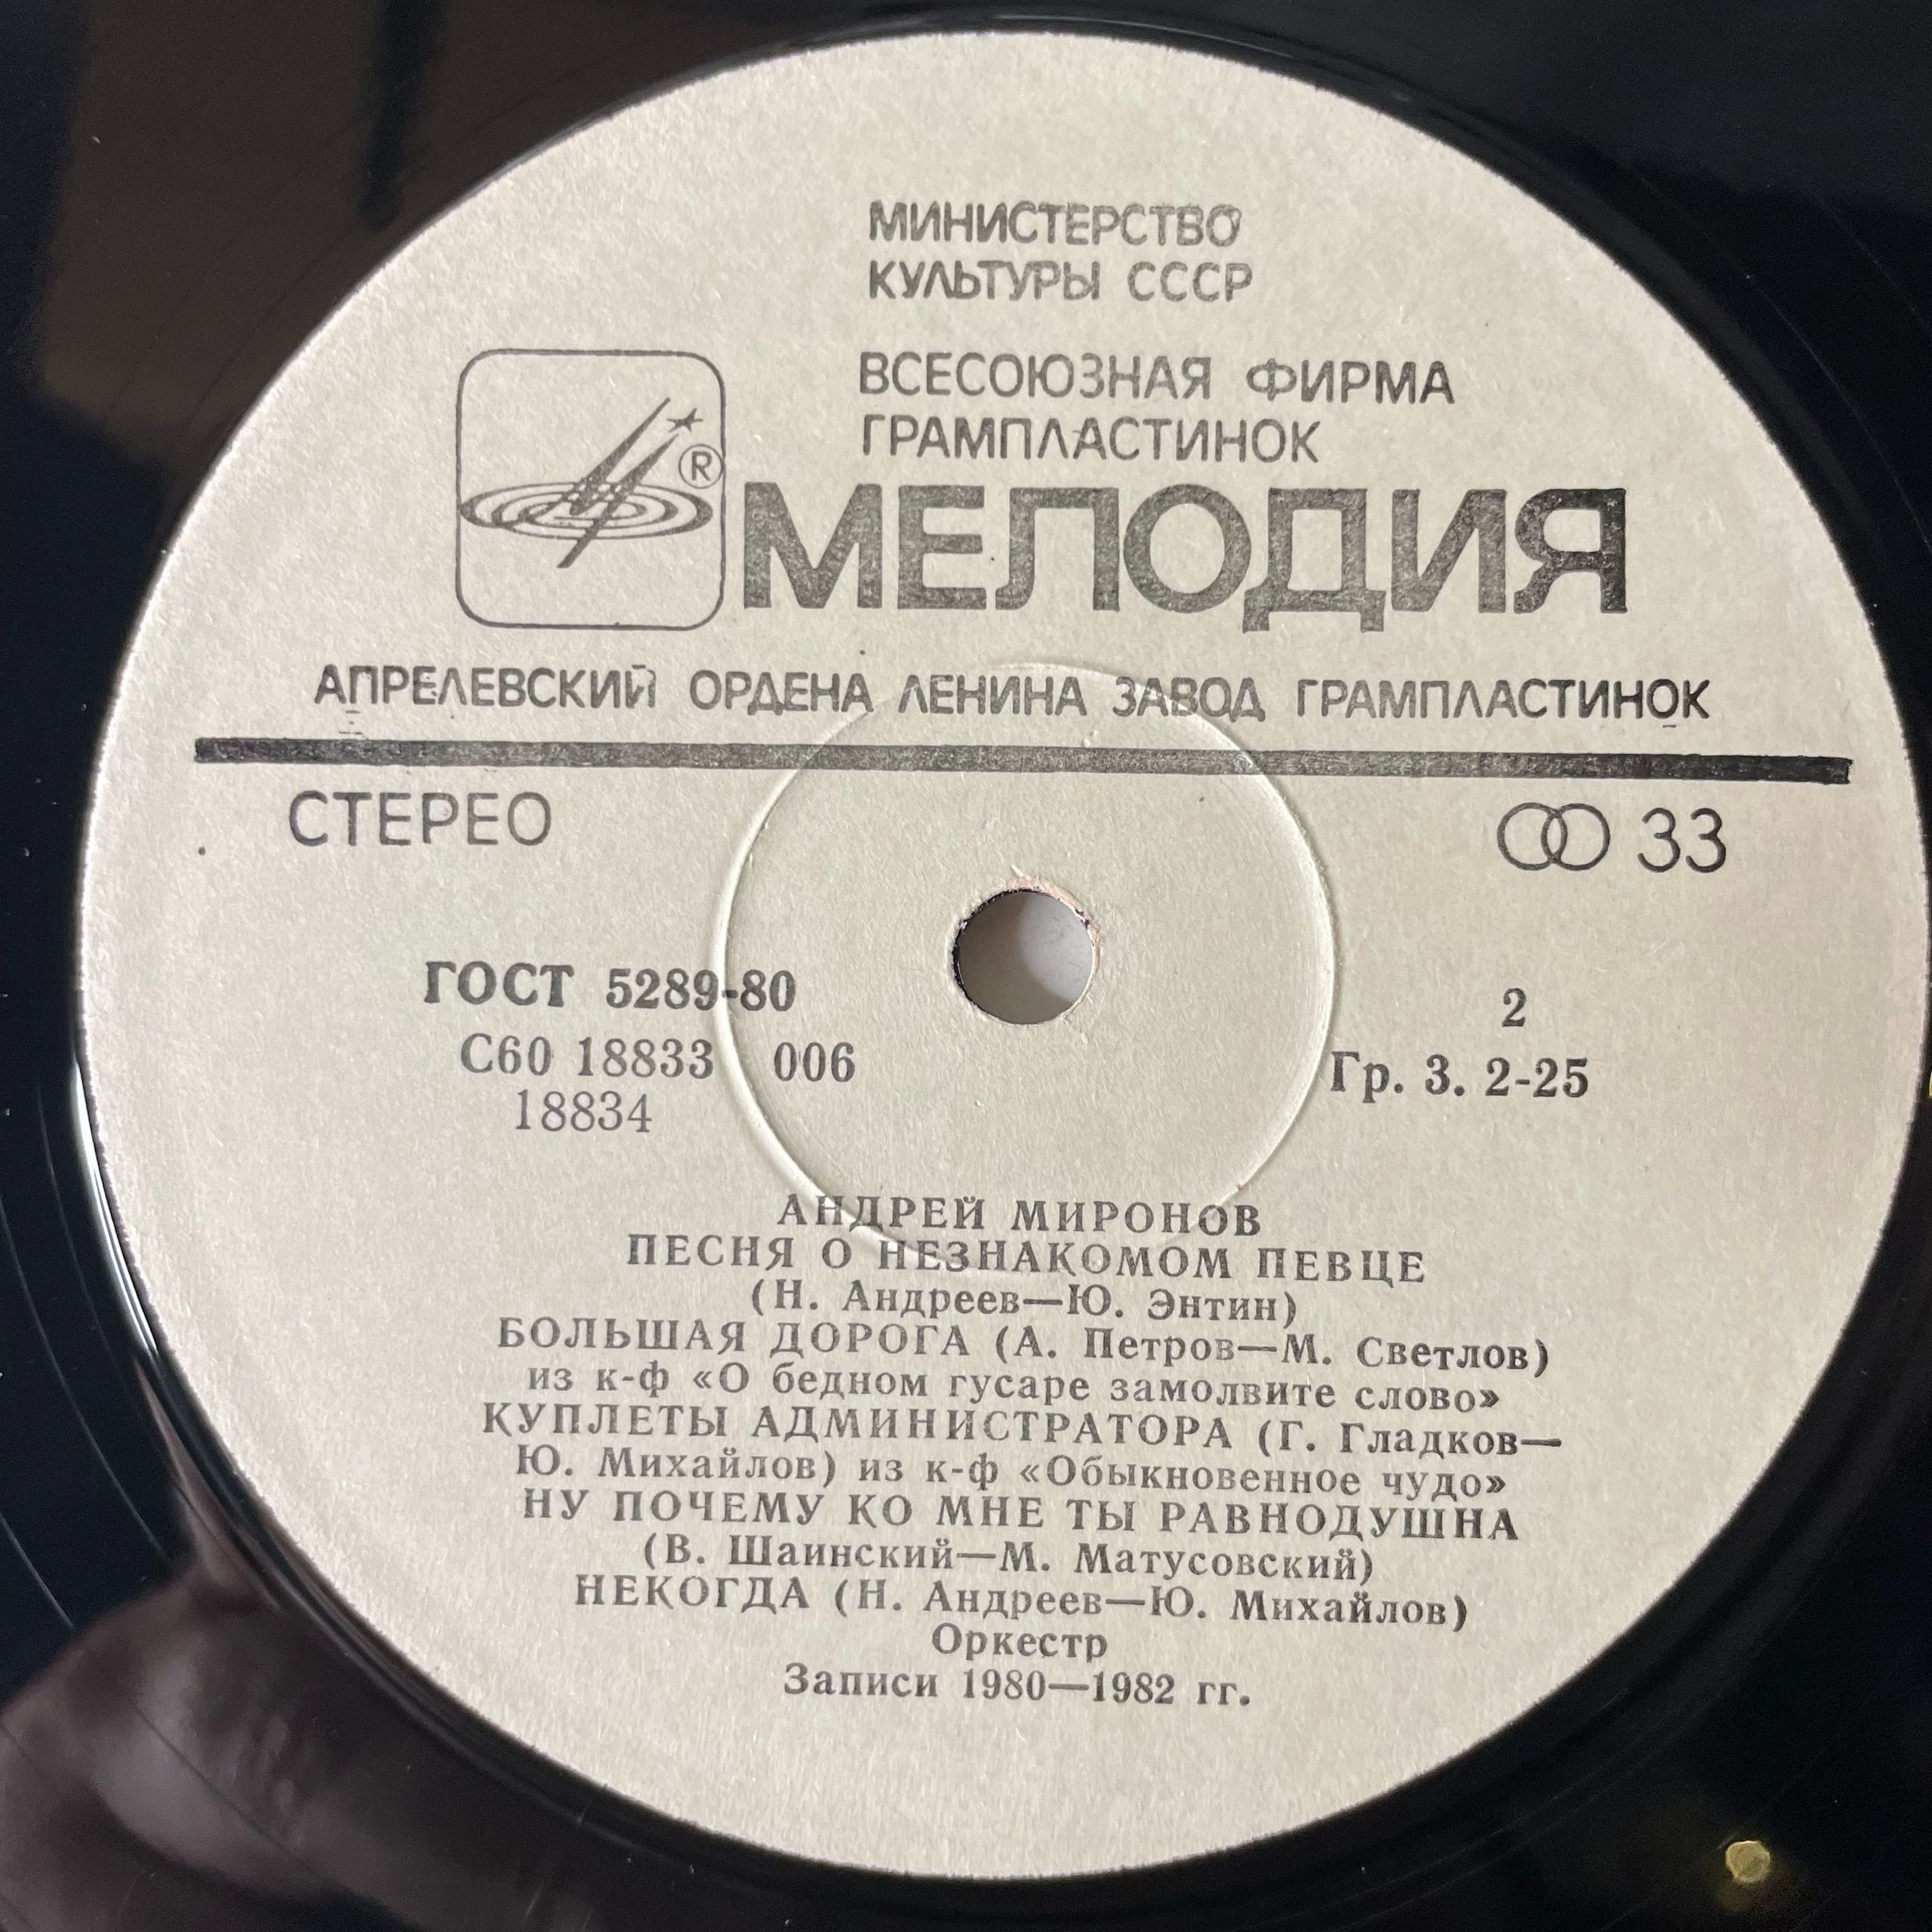 МИНИСТЕРСТВО
КУЛЬТУРЫ СССР
ВСЕСОЮЗНАЯ ФИРМА
ГРАМПЛАСТИНОК
®
МЕЛОДИЯ
АПРЕЛЕВСКИЙ ОРДЕНА ЛЕНИНА ЗАВОД ГРАМПЛАСТИНОК
СТЕРЕО
33
ГОСТ 5289-80
2
С60 18833 006
Гр. 3. 2-25
18834
АНДРЕЙ МИРОНОВ
ПЕСНЯ О НЕЗНАКОМОМ ПЕВЦЕ
(Н. Андреев—Ю. Энтин)
БОЛЬШАЯ ДОРОГА (А. Петров—М. Светлов)
из к-ф «О бедном гусаре замолвите слово»
КУПЛЕТЫ АДМИНИСТРАТОРА (Г. Гладков—
Ю. Михайлов) из к-ф «Обыкновенное чудо»
НУ ПОЧЕМУ КО МНЕ ТЫ РАВНОДУШНА
(В. Шаинский—М. Матусовский)
НЕКОГДА (Н. Андреев—Ю. Михайлов)
Оркестр
Записи 1980—1982 гг.